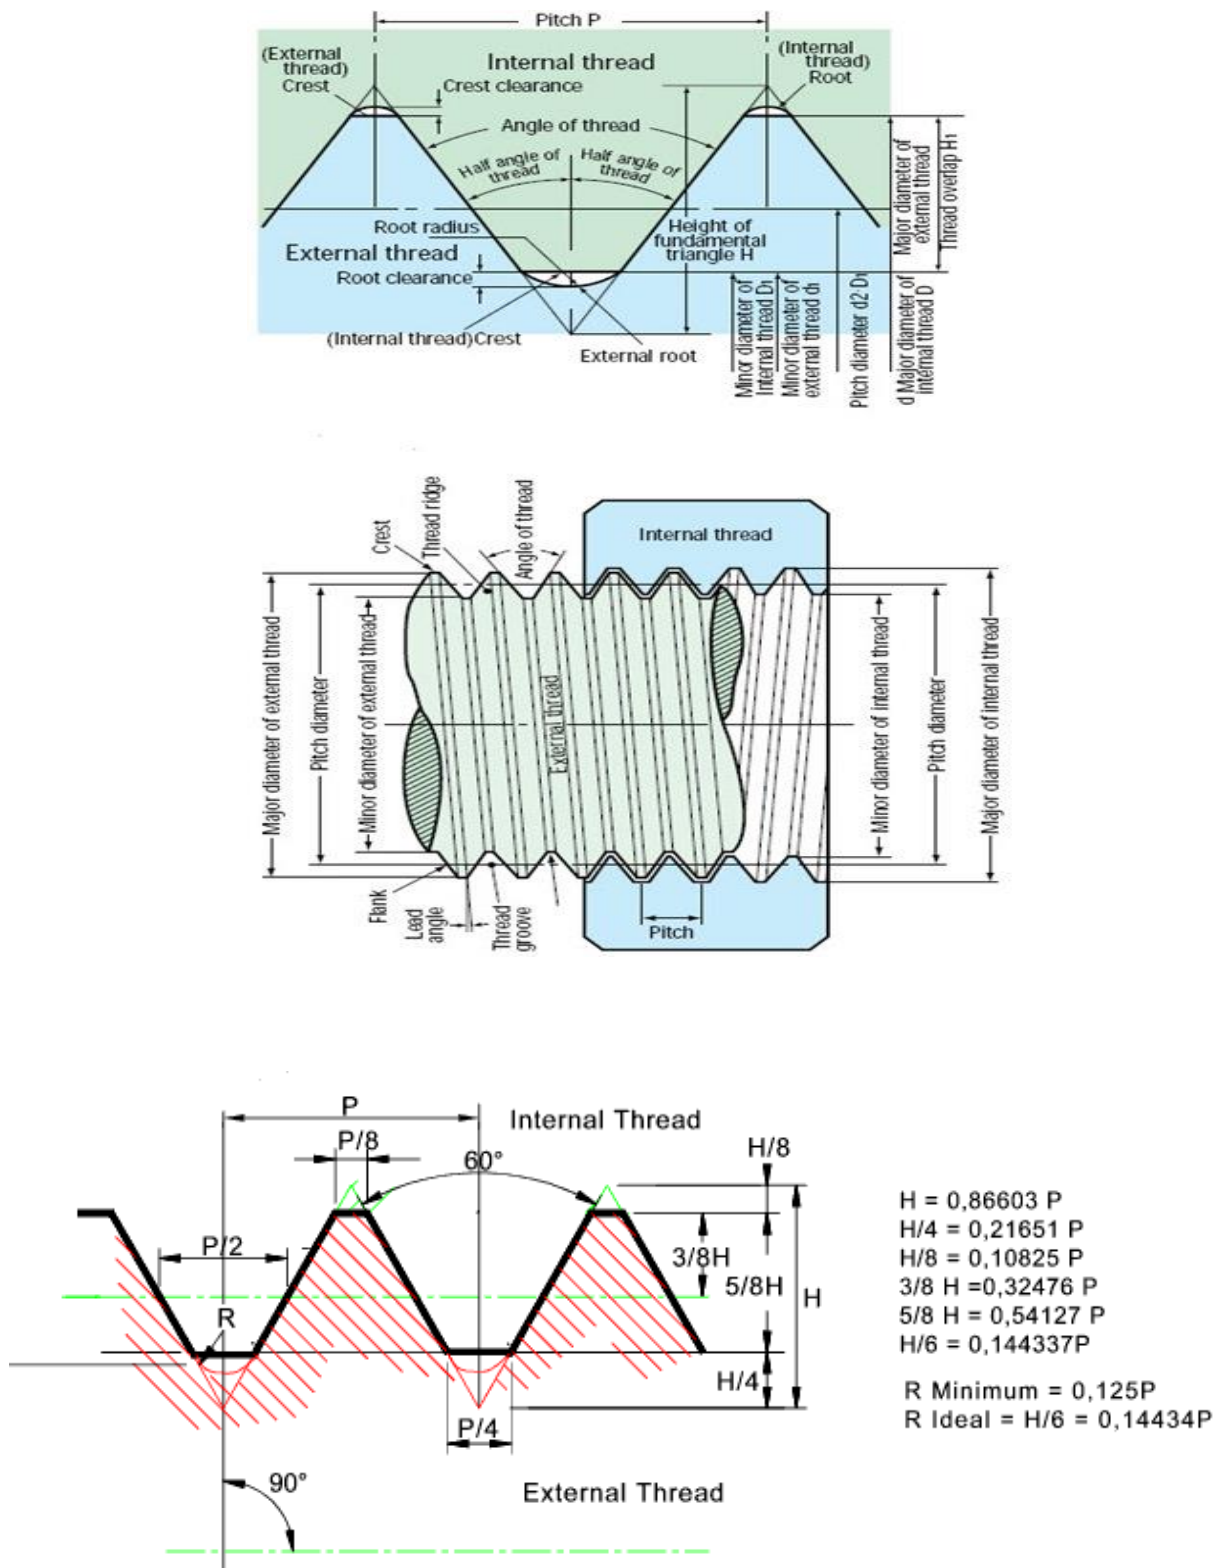 Pitch P
(External
thread)
Crest
Internal thread
Crest clearance
(Internal
thread)
Root
Angle of thread
Half angle of
thread
Half angle of
thread
Root radius
External thread
Root clearance
Height of
fundamental
triangle H
(Internal thread)Crest
External root
Major diameter of
external thread
Thread overlap H1
Minor diameter of
Internal thread D1
Minor diameter of
external thread d1
Pitch diameter d2·D1
d Major diameter of
internal thread D
Crest
Thread ridge
Angle of thread
Internal thread
Major diameter of external thread
Pitch diameter
Minor diameter of external thread
External thread
Minor diameter of internal thread
Pitch diameter
Major diameter of internal thread
Flank
Lead
angle
Thread
groove
Pitch
P
Internal Thread
P/8
60°
H/8
P/2
3/8H
5/8H
H
R
H/4
P/4
90°
External Thread
H = 0,86603 P
H/4 = 0,21651 P
H/8 = 0,10825 P
3/8 H =0,32476 P
5/8 H = 0,54127 P
H/6 = 0,144337P
R Minimum = 0,125P
R Ideal = H/6 = 0,14434P